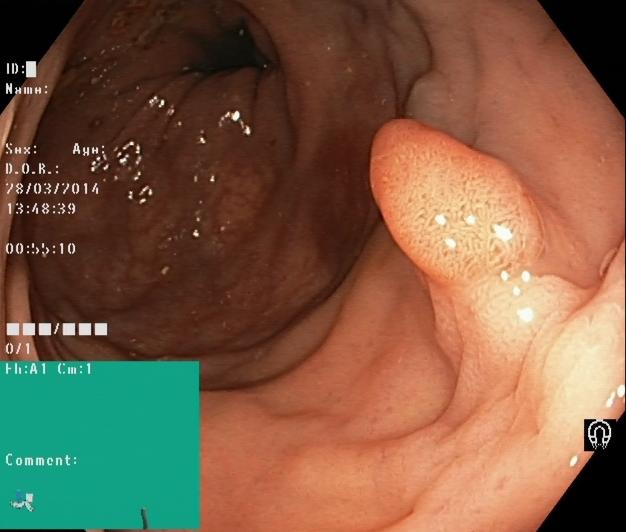 ID:
Name:
Sex: Age:
D.O.R.:
28/03/2014
13:48:39
00:55:10
/
0/1
Eh:A1 Cm:1
Comment: